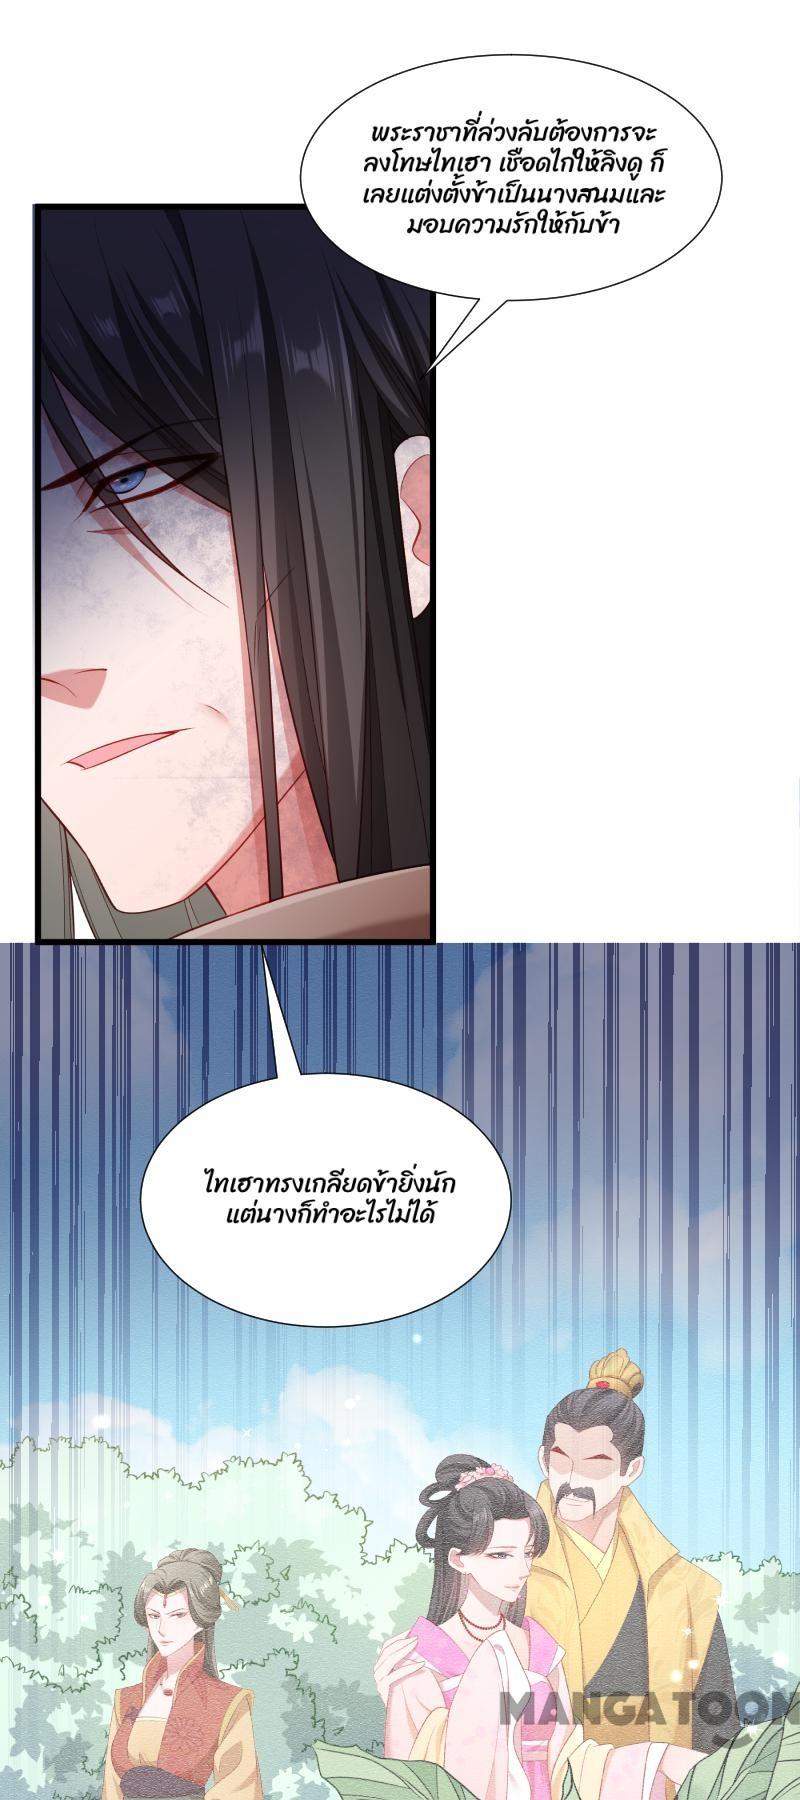 พระราชาที่ล่วงลับต้องการจะ
ลงโทษไทเฮา เชือดไก่ให้ลิงดู ก็
เลยแต่งตั้งข้าเป็นนางสนมและ
มอบความรักให้กับข้า
ไทเฮาทรงเกลียดข้ายิ่งนัก
แต่นางก็ทำอะไรไม่ได้
MANGATOON